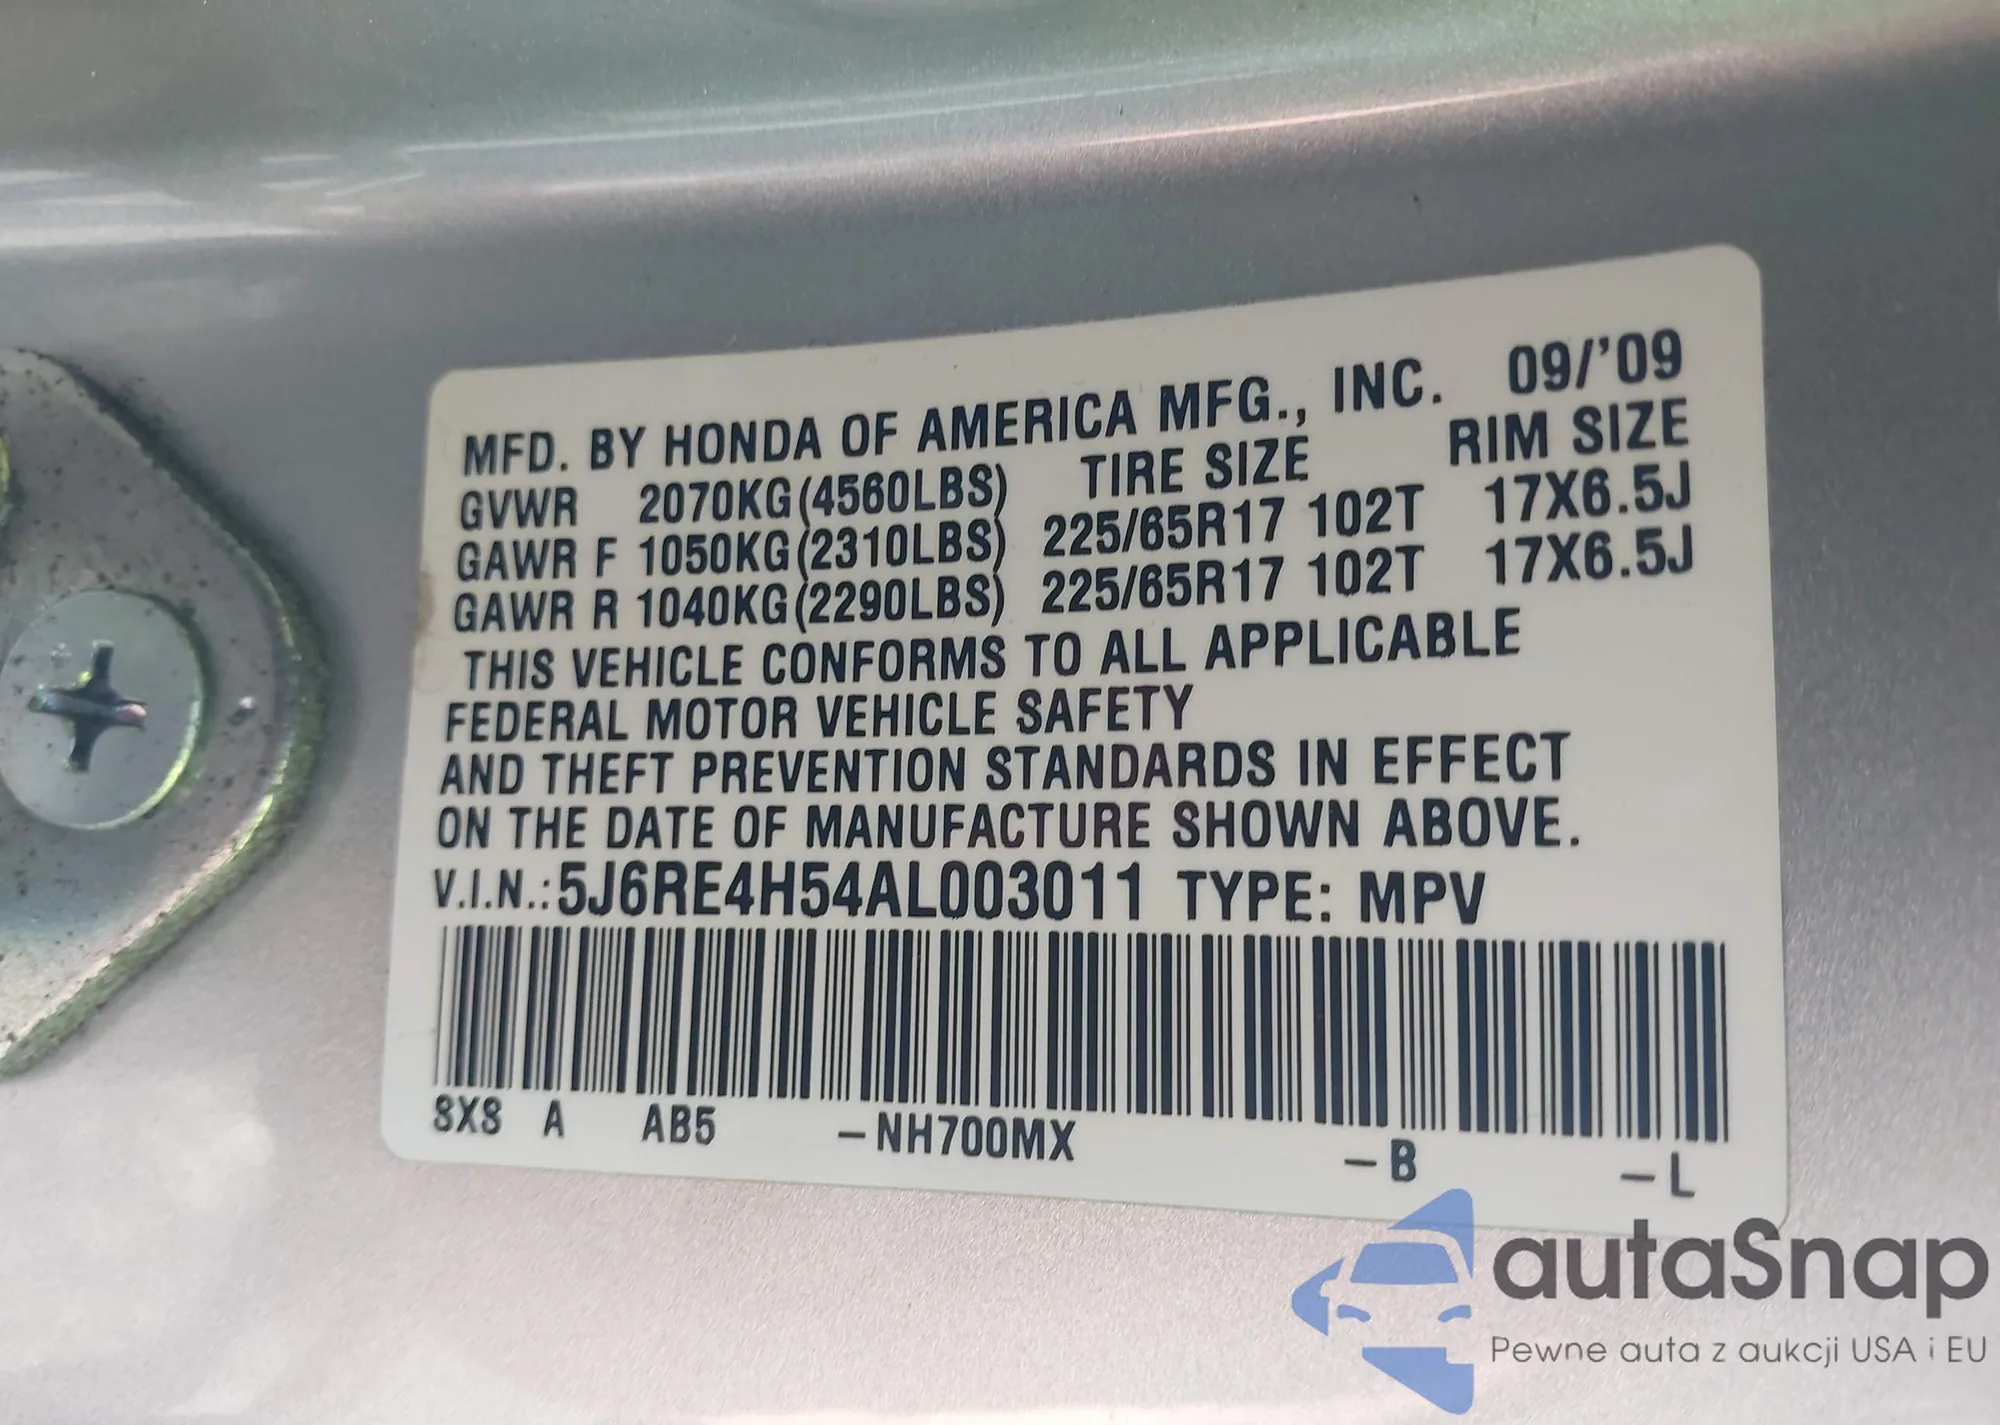 MFD. BY HONDA OF AMERICA MFG., INC. 09/'09
GVWR 2070KG(4560LBS) TIRE SIZE RIM SIZE
GAWR F 1050KG(2310LBS) 225/65R17 102T 17X6.5J
GAWR R 1040KG(2290LBS) 225/65R17 102T 17X6.5J
THIS VEHICLE CONFORMS TO ALL APPLICABLE
FEDERAL MOTOR VEHICLE SAFETY
AND THEFT PREVENTION STANDARDS IN EFFECT
ON THE DATE OF MANUFACTURE SHOWN ABOVE.
V.I.N.:5J6RE4H54AL003011 TYPE: MPV
SXS A AB5 –NH700MX –B –L
autaSnap
Pewne auta z aukcji USA i EU